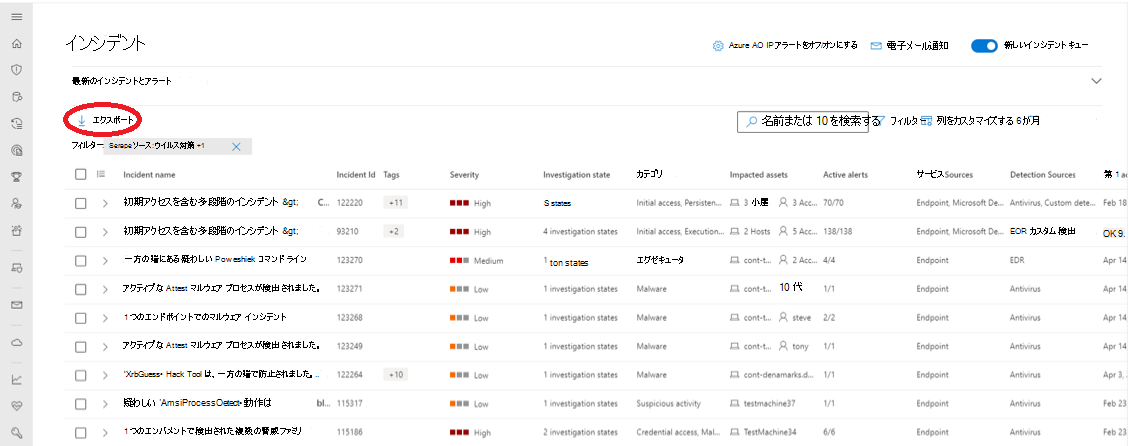 インシデント
Azure AO IPアラートをオフ/オンにする 電子メール通知 新しいインシデント キュー
最新のインシデントとアラート
エクスポート 名前または 10 を検索する フィルター 列をカスタマイズする 6か月
フィルター: Serape ソース:ウイルス対策 +1
Incident name Incident Id Tags Severity Investigation state カテゴリ Impacted assets Active alerts サービス Sources Detection Sources 第 1 a
初期アクセスを含む多段階のインシデント &gt; C... 122220 +11 High S states Initial access, Persisten... 3 小屋 3 Acc... 70/70 Endpoint, Microsoft De... Antivirus, Custom dete... Feb 18
初期アクセスを含む多段階のインシデント &gt; 93210 +2 High 4 investigation states Initial access, Execution... 2 Hosts 5 Acc... 138/138 Endpoint, Microsoft De... EOR カスタム検出 OK 9.
一方の端にある疑わしい Poweshiek コマンド ライン 123270 Medium 1 ton states エグゼキュータ cont-t... 2 Acc... 4/4 Endpoint EDR Apr 14
アクティブな Attest マルウェア プロセスが検出されました。 123271 Low 1 investigation states Malware cont-t... 10 代 1/1 Endpoint Antivirus Apr 14,
1つのエンドポイントでのマルウェア インシデント 123268 Low 1 investigation states Malware cont-t... steve 2/2 Endpoint Antivirus Apr 14,
アクティブな Attest マルウェア プロセスが検出されました。 123249 Low 1 investigation states Malware cont-t... tony 1/1 Endpoint Antivirus Apr 14,
'XrbGuess• Hack Tool は、一方の端で防止されました。.. 122264 +10 Low 1 investigation states Malware cont-denamarks.d... 1/1 Endpoint Antivirus Apr 3,
疑わしい 'AmsiProcessDetect• 動作は bl... 115317 Low 1 investigation states Suspicious activity testmachine37 1/1 Endpoint Antivirus Feb 23
1つのエンパメントで検出された複数の脅威ファミリ 115186 High 2 investigation states Credential access, Mal... TestMachine34 6/6 Endpoint Antivirus Feb 23